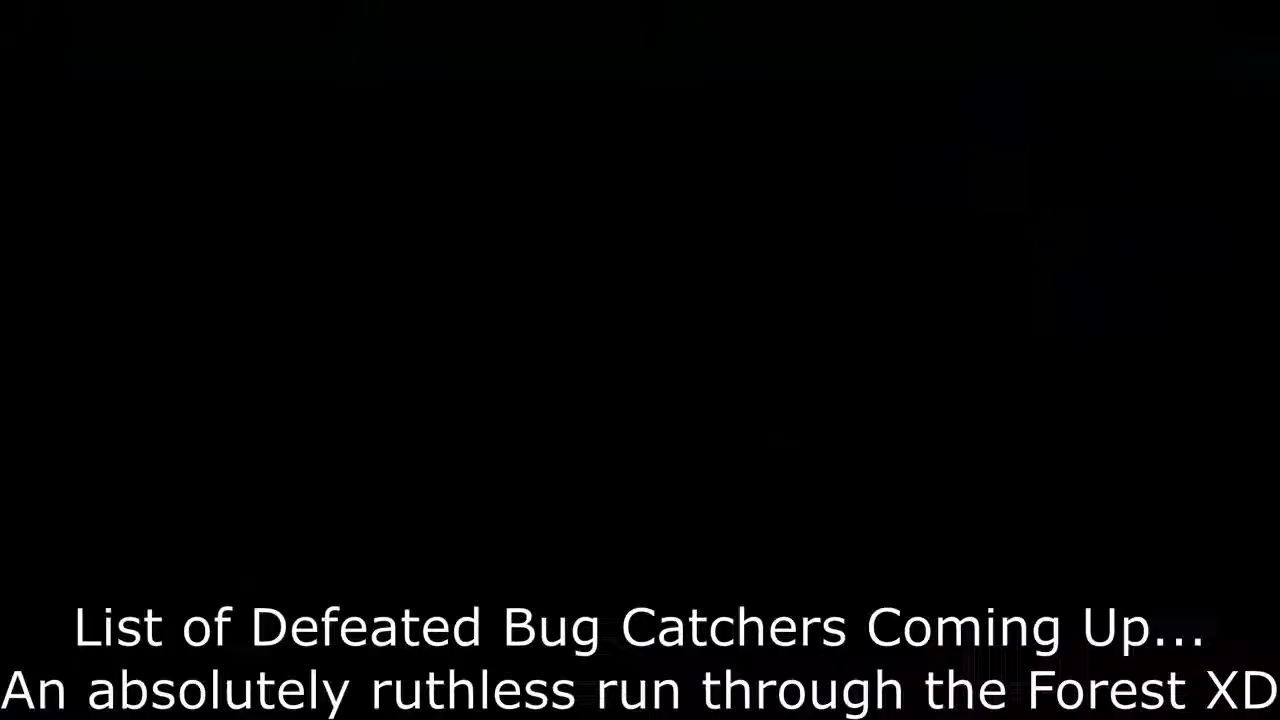 List of Defeated Bug Catchers Coming Up...
An absolutely ruthless run through the Forest XD